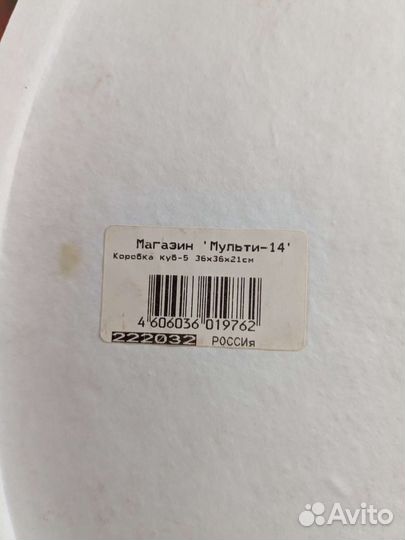 Магазин 'Мульти-14'
Коробка куб-5 36х36х21см
4 606036 019762
222032 РОССИя
Avito